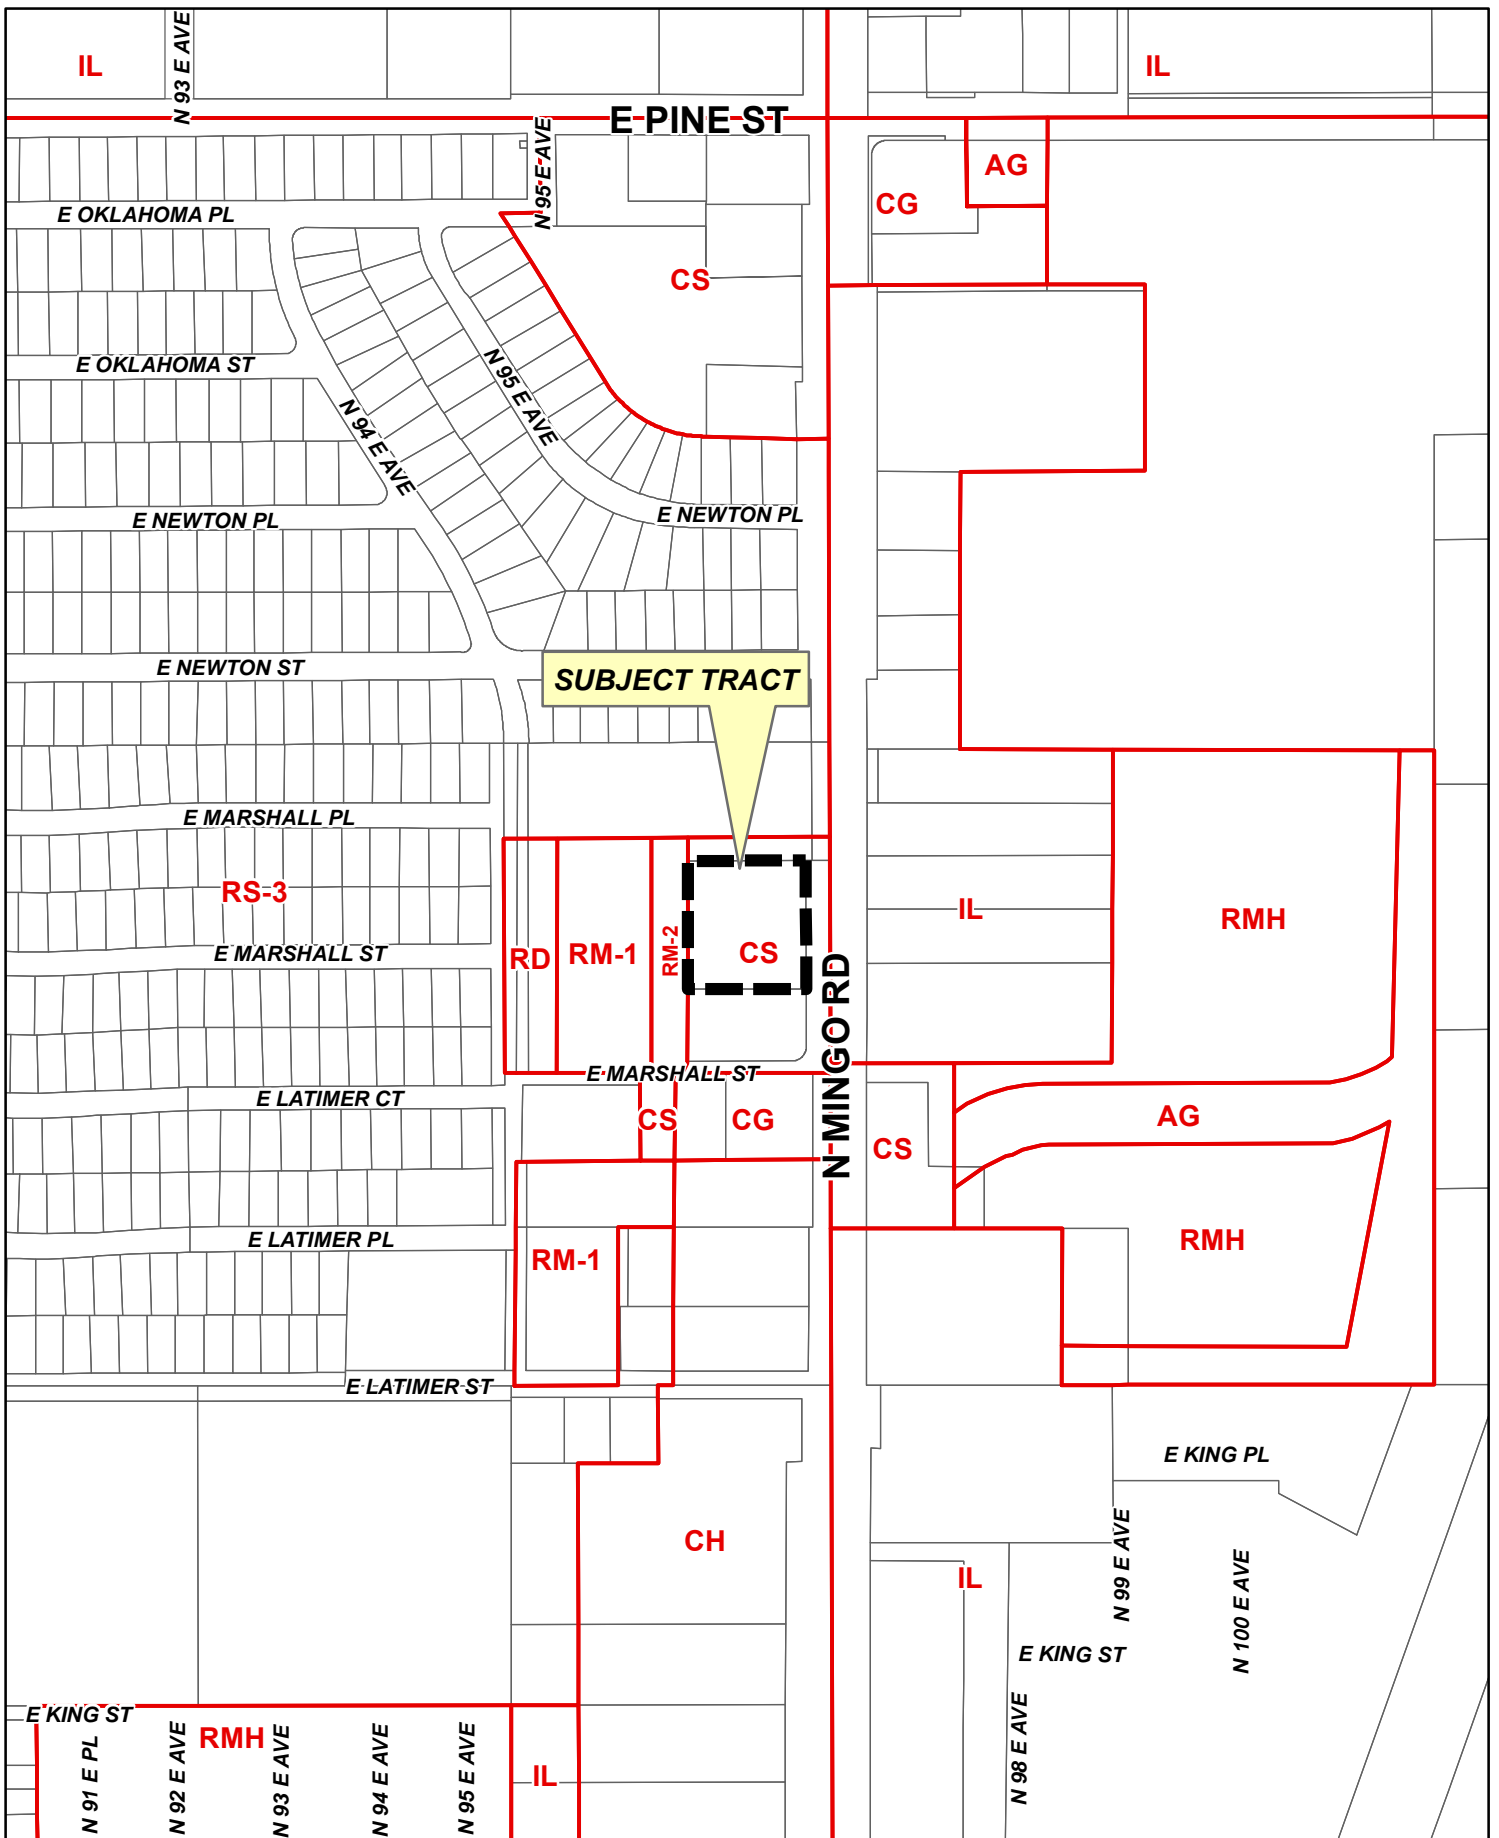 IL
N 93 E AVE
IL
E PINE ST
N 95 E AVE
AG
CG
E OKLAHOMA PL
CS
E OKLAHOMA ST
N 95 E AVE
N 94 E AVE
E NEWTON PL
E NEWTON PL
E NEWTON ST
SUBJECT TRACT
E MARSHALL PL
RS-3
IL
RMH
E MARSHALL ST
RD
RM-1
RM-2
CS
N MINGO RD
E MARSHALL ST
E LATIMER CT
CS
CG
AG
CS
E LATIMER PL
RM-1
RMH
E LATIMER ST
E KING PL
CH
N 99 E AVE
IL
N 100 E AVE
E KING ST
E KING ST
RMH
N 91 E PL
N 92 E AVE
N 93 E AVE
N 94 E AVE
N 95 E AVE
IL
N 98 E AVE